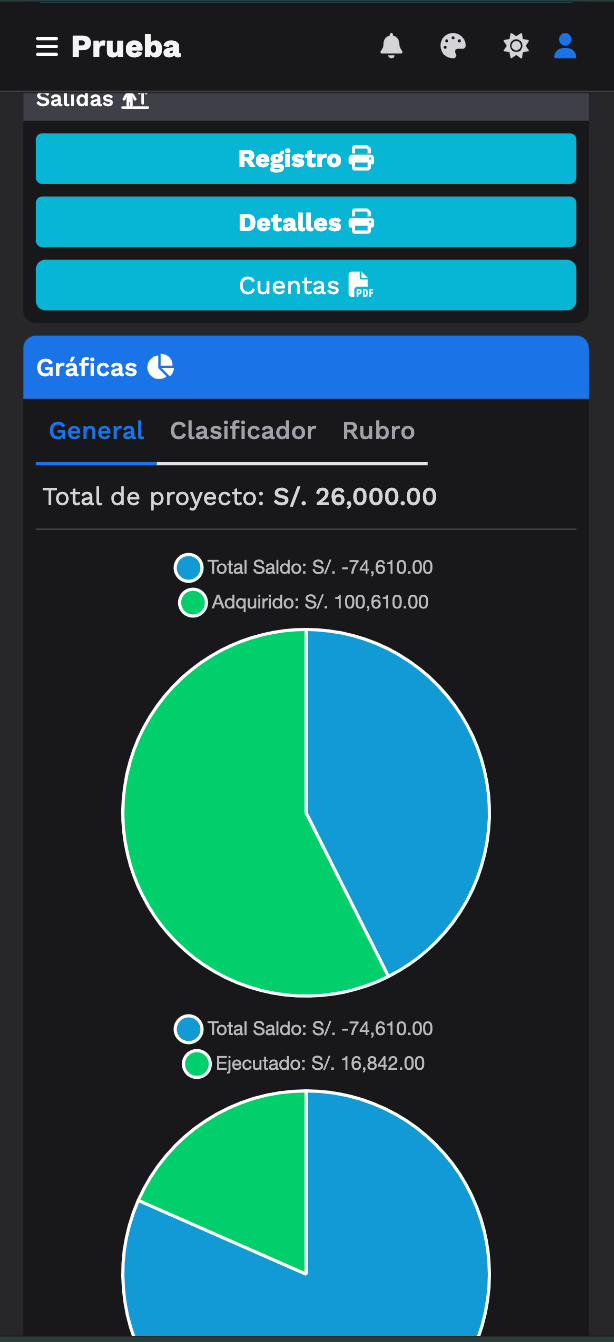 Prueba
Salidas
Registro
Detalles
Cuentas PDF
Gráficas
General Clasificador Rubro
Total de proyecto: S/. 26,000.00
Total Saldo: S/. -74,610.00
Adquirido: S/. 100,610.00
Total Saldo: S/. -74,610.00
Ejecutado: S/. 16,842.00